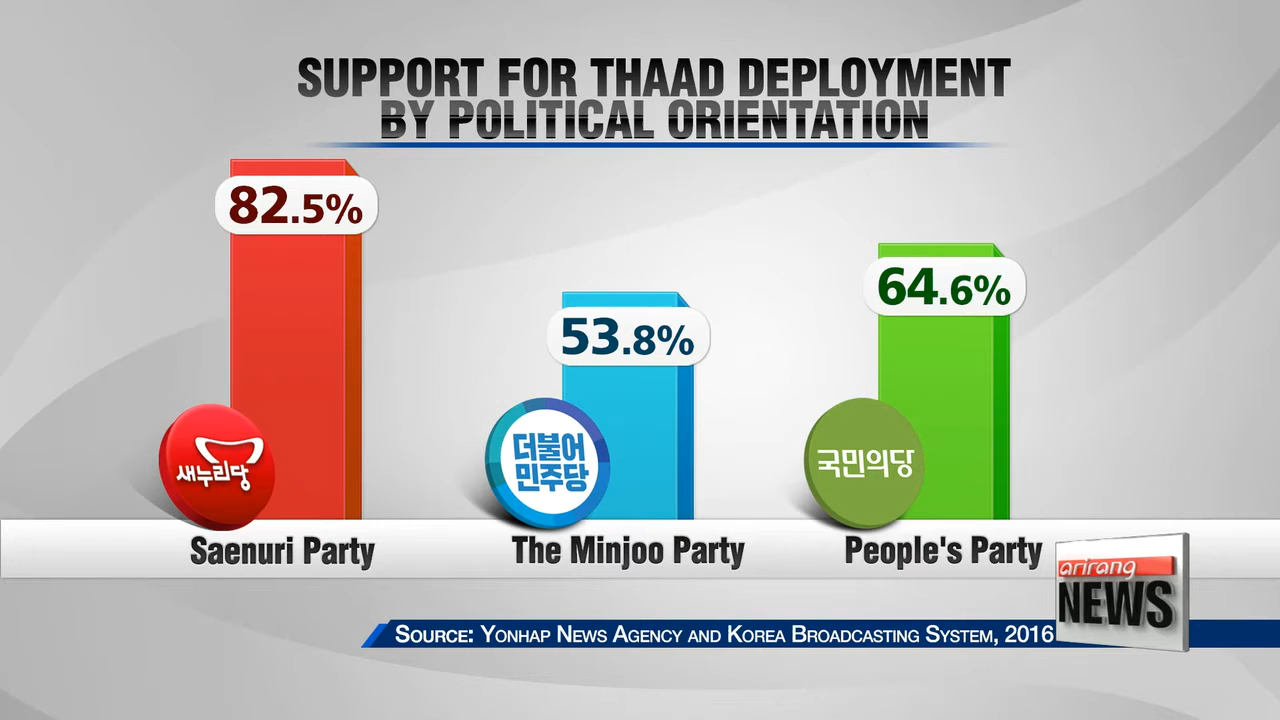 SUPPORT FOR THAAD DEPLOYMENT
BY POLITICAL ORIENTATION
82.5%
53.8%
64.6%
새누리당
더불어
민주당
국민의당
Saenuri Party
The Minjoo Party
People's Party
arirang
NEWS
SOURCE: YONHAP NEWS AGENCY AND KOREA BROADCASTING SYSTEM, 2016